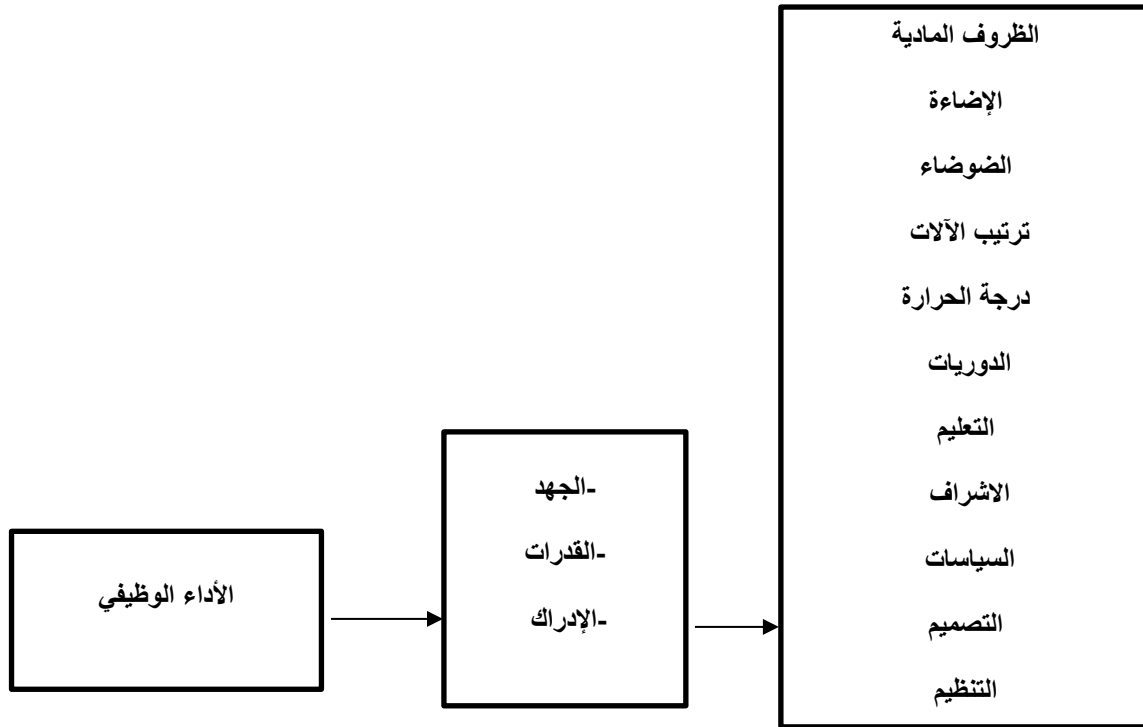 الظروف المادية
الإضاءة
الضوضاء
ترتيب الآلات
درجة الحرارة
الدوريات
التعليم
الاشراف
السياسات
التصميم
التنظيم
-الجهد
-القدرات
-الإدراك
الأداء الوظيفي